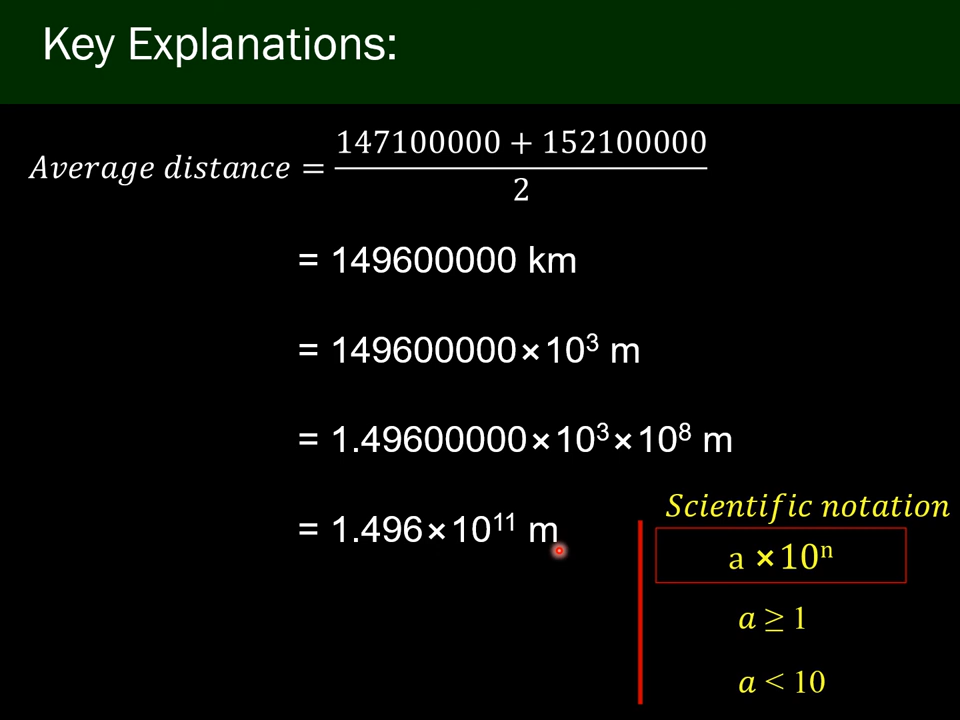 Key Explanations:
Average distance = (147100000 + 152100000) / 2
= 149600000 km
= 149600000×10³ m
= 1.49600000×10³×10⁸ m
= 1.496×10¹¹ m
Scientific notation
a ×10ⁿ
a ≥ 1
a < 10